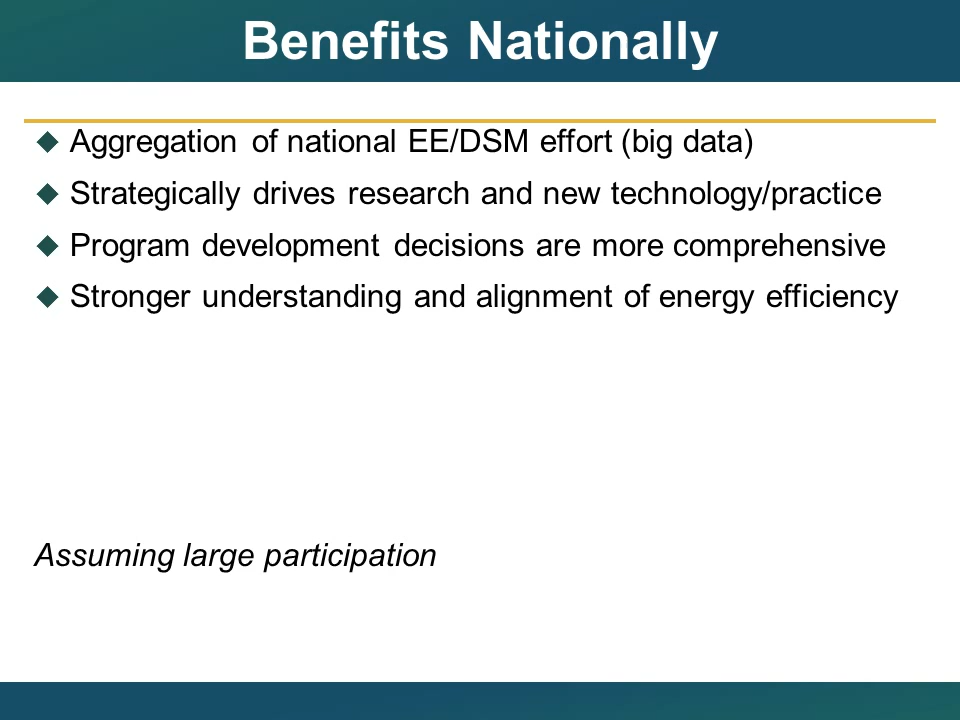 Benefits Nationally
Aggregation of national EE/DSM effort (big data)
Strategically drives research and new technology/practice
Program development decisions are more comprehensive
Stronger understanding and alignment of energy efficiency
Assuming large participation